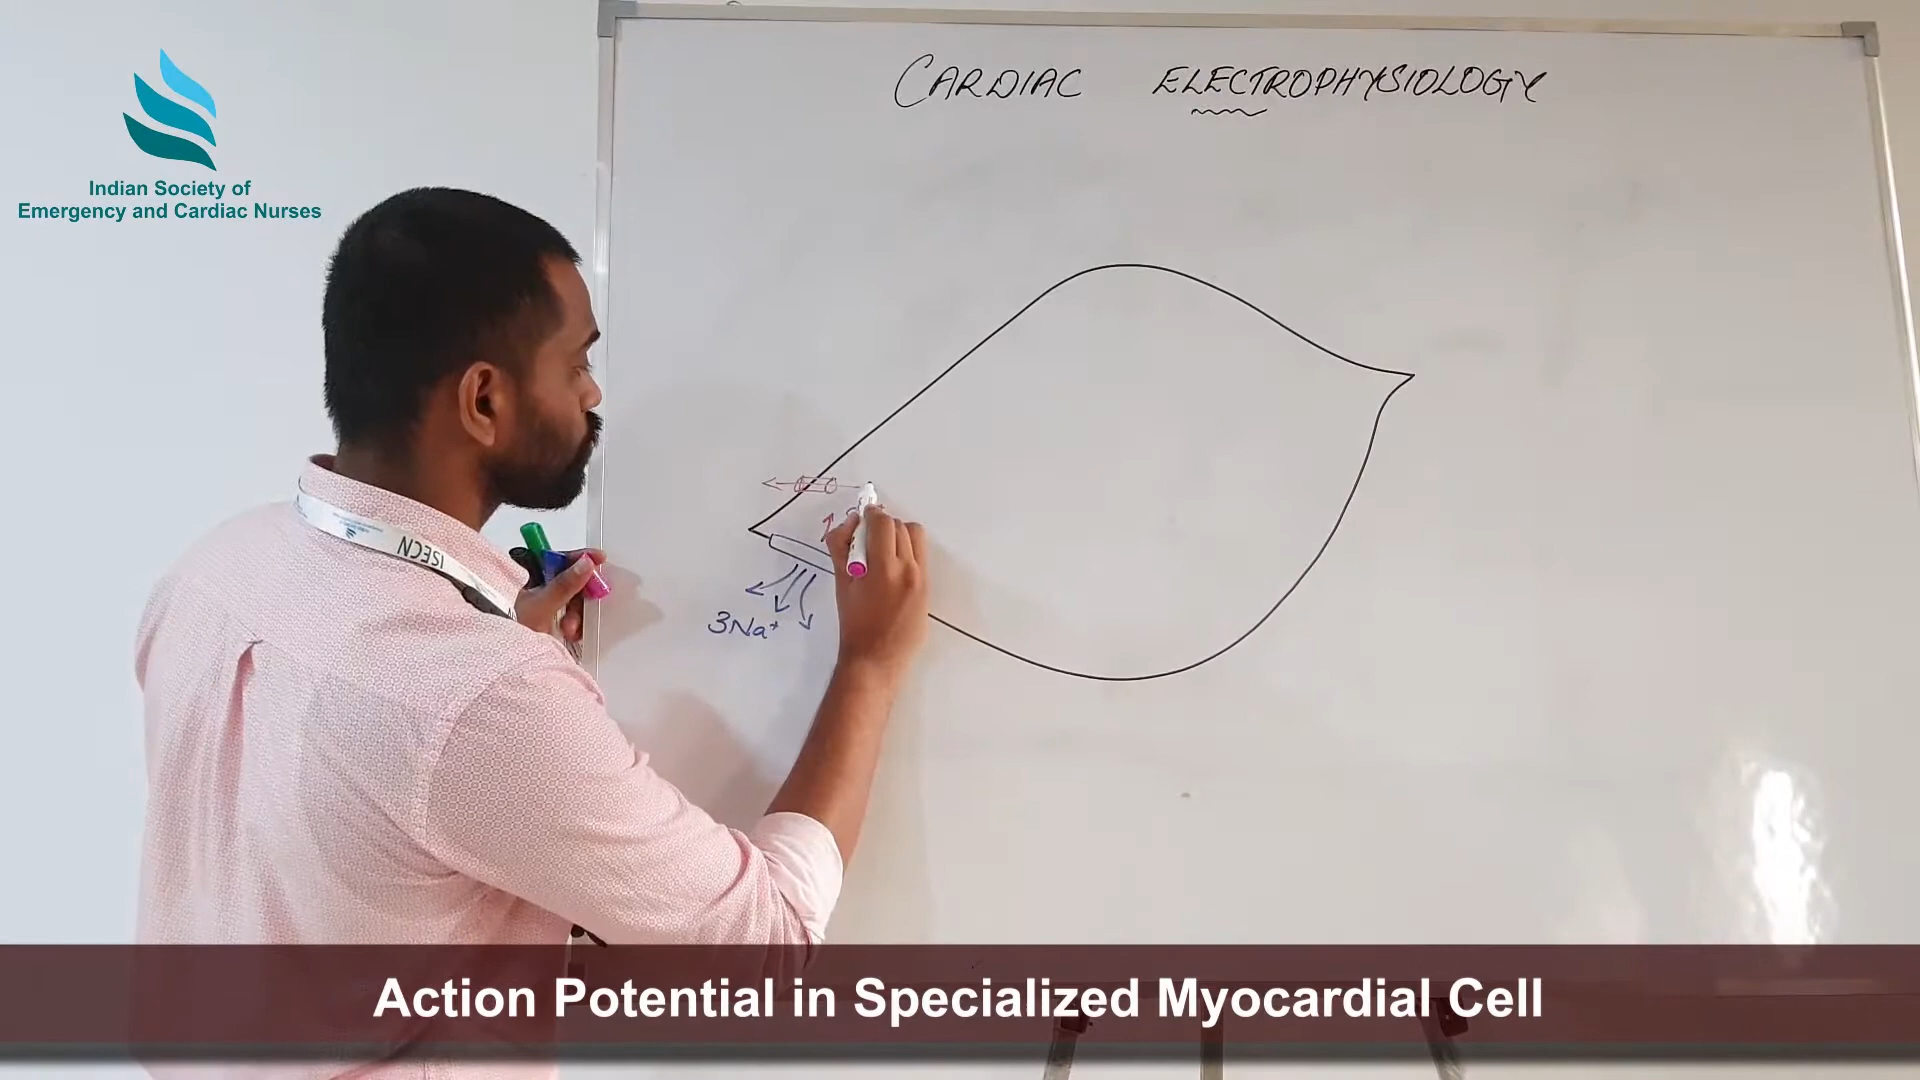 CARDIAC ELECTROPHYSIOLOGY
Indian Society of
Emergency and Cardiac Nurses
ISECN
3Na+
Action Potential in Specialized Myocardial Cell